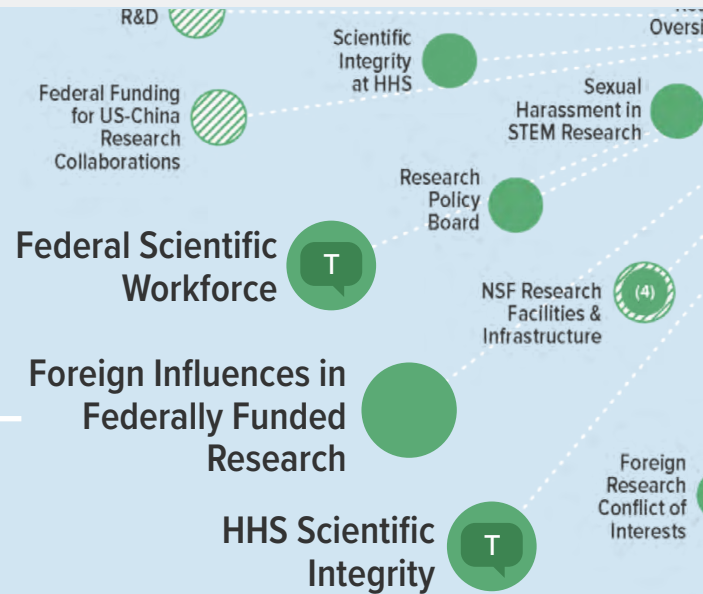 R&D
Oversi
Scientific
Integrity
at HHS
Federal Funding
for US-China
Research
Collaborations
Sexual
Harassment in
STEM Research
Research
Policy
Board
Federal Scientific
Workforce
T
NSF Research
Facilities &
Infrastructure
(4)
Foreign Influences in
Federally Funded
Research
Foreign
Research
Conflict of
Interests
HHS Scientific
Integrity
T